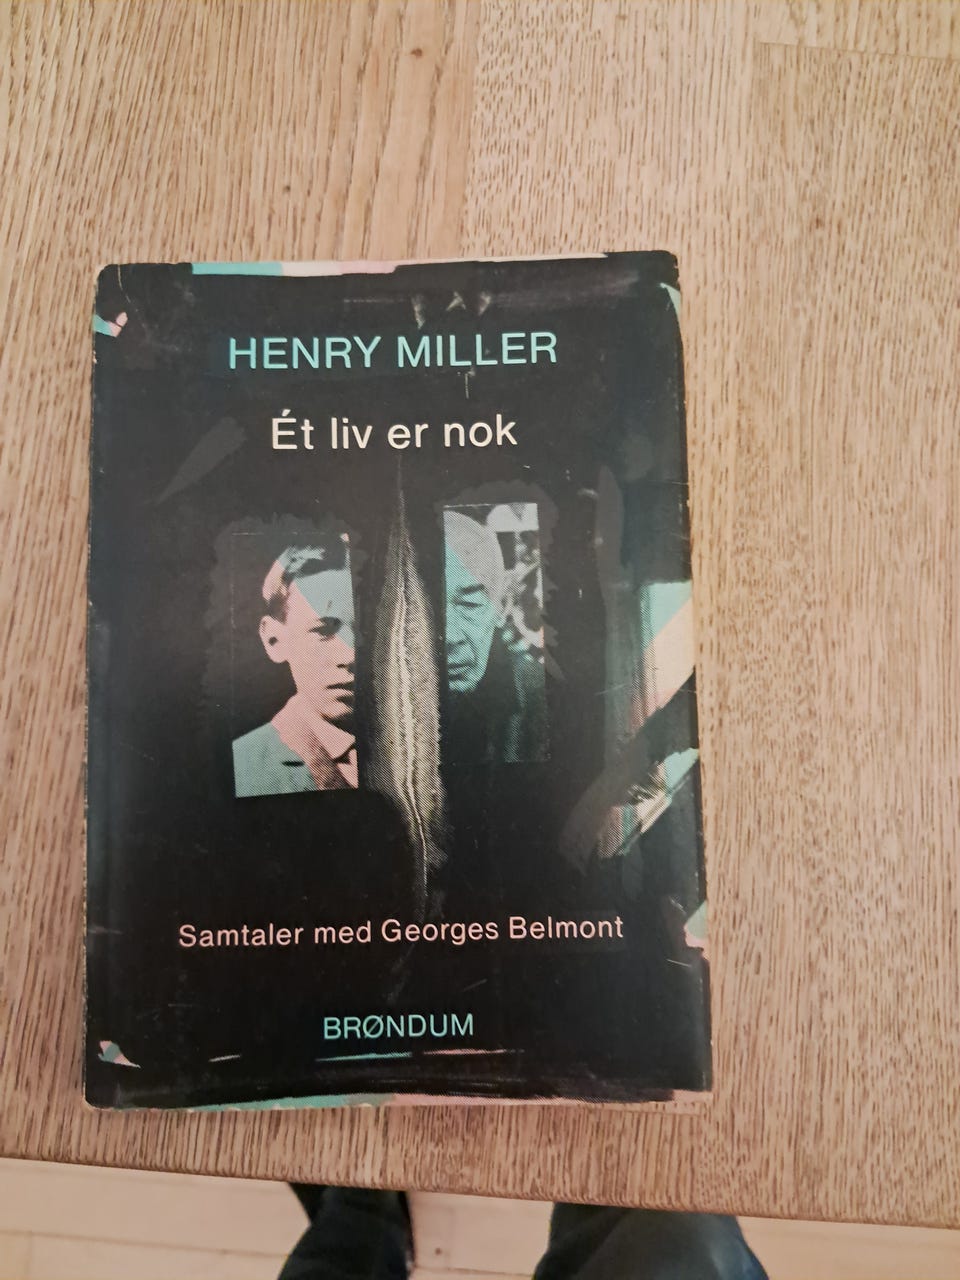 HENRY MILLER
Ét liv er nok
Samtaler med Georges Belmont
BRØNDUM